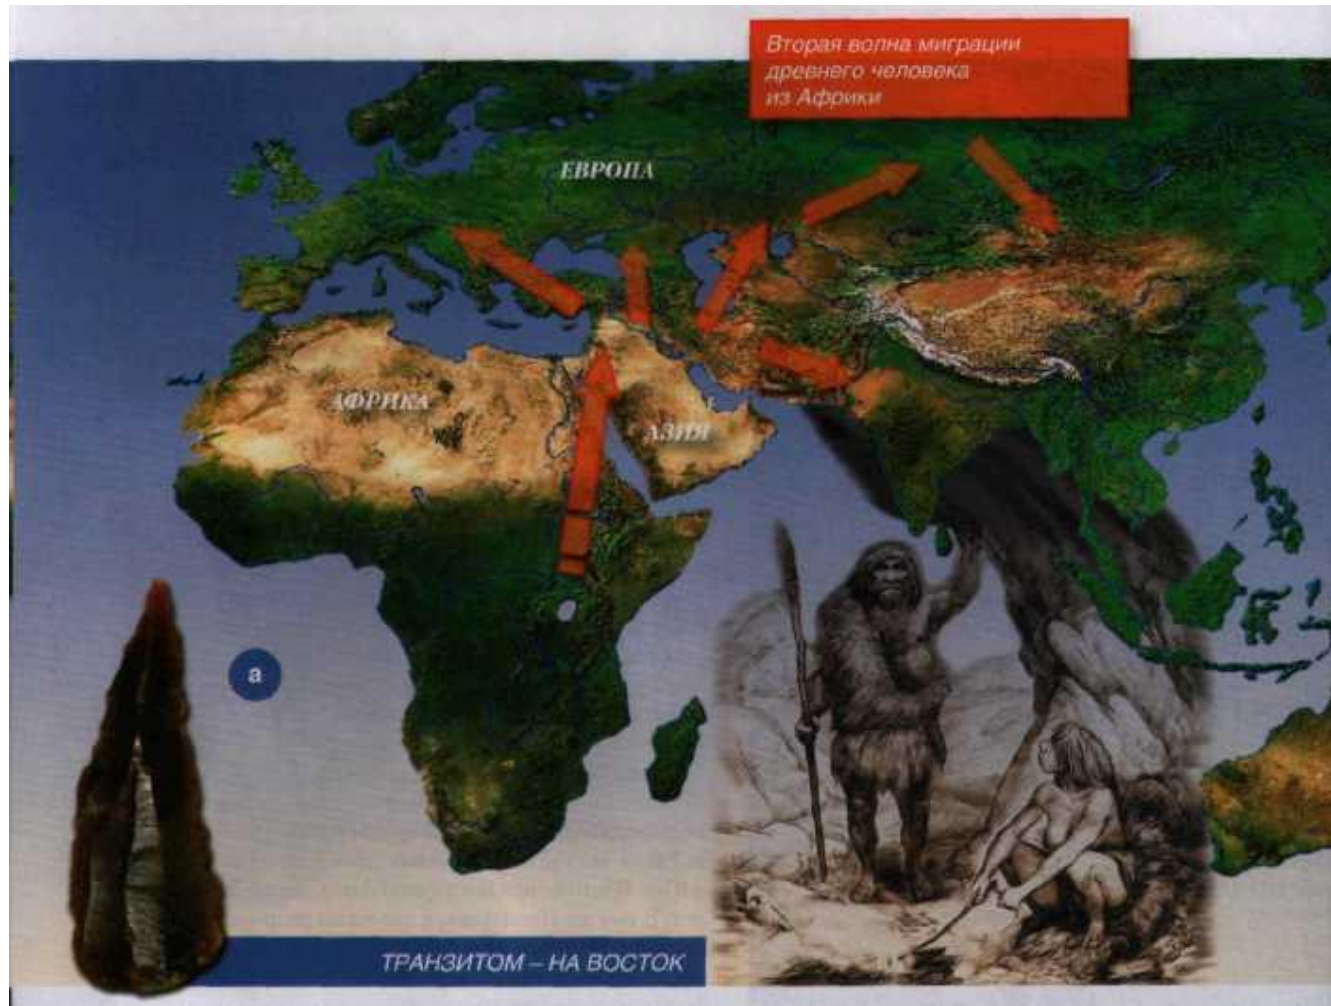 Вторая волна миграции
древнего человека
из Африки
ЕВРОПА
АФРИКА
АЗИЯ
а
ТРАНЗИТОМ – НА ВОСТОК